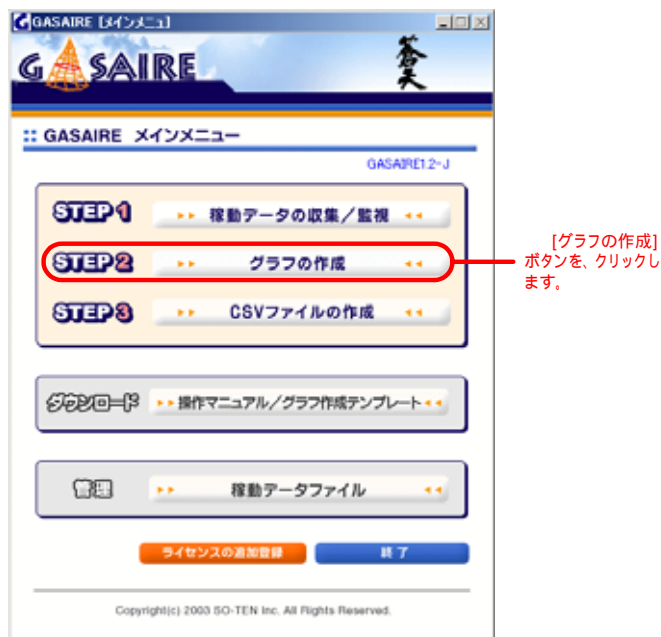 GASAIRE [メインメニュ]
GASAIRE
蒼天
:: GASAIRE メインメニュー
GASAIRE1.2-J
STEP1 稼動データの収集／監視
STEP2 グラフの作成
STEP3 CSVファイルの作成
[グラフの作成]
ボタンを、クリックし
ます。
ダウンロード 操作マニュアル／グラフ作成テンプレート
管理 稼動データファイル
ライセンスの追加登録 終了
Copyright(c) 2003 SO-TEN Inc. All Rights Reserved.